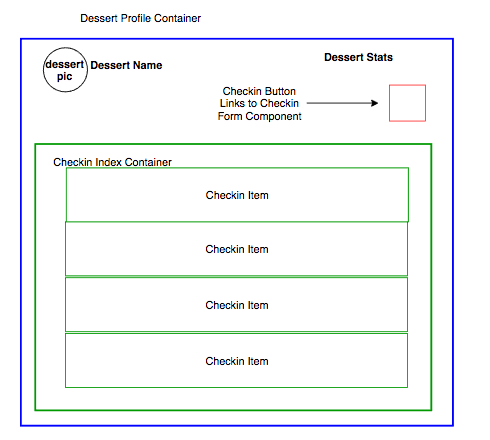 Dessert Profile Container
dessert
pic
Dessert Name
Dessert Stats
Checkin Button
Links to Checkin
Form Component
Checkin Index Container
Checkin Item
Checkin Item
Checkin Item
Checkin Item